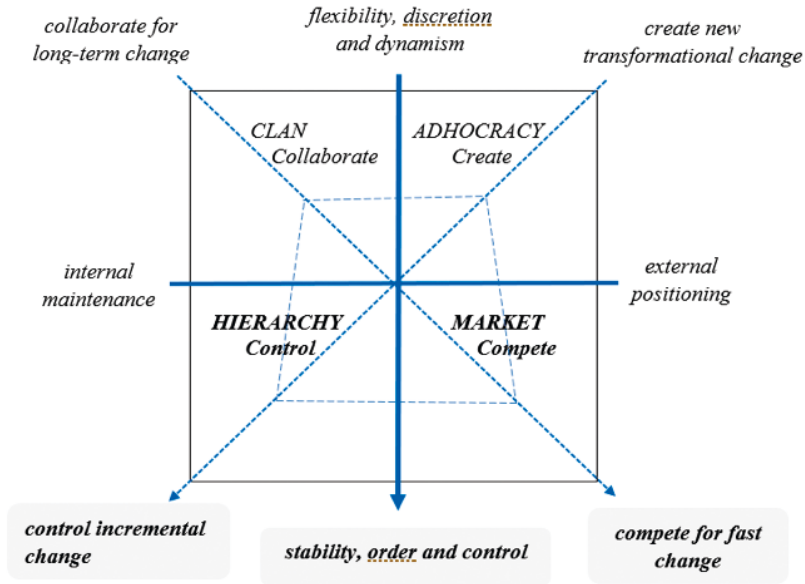 collaborate for
long-term change
flexibility, discretion
and dynamism
create new
transformational change
CLAN
Collaborate
ADHOCRACY
Create
internal
maintenance
external
positioning
HIERARCHY
Control
MARKET
Compete
control incremental
change
stability, order and control
compete for fast
change